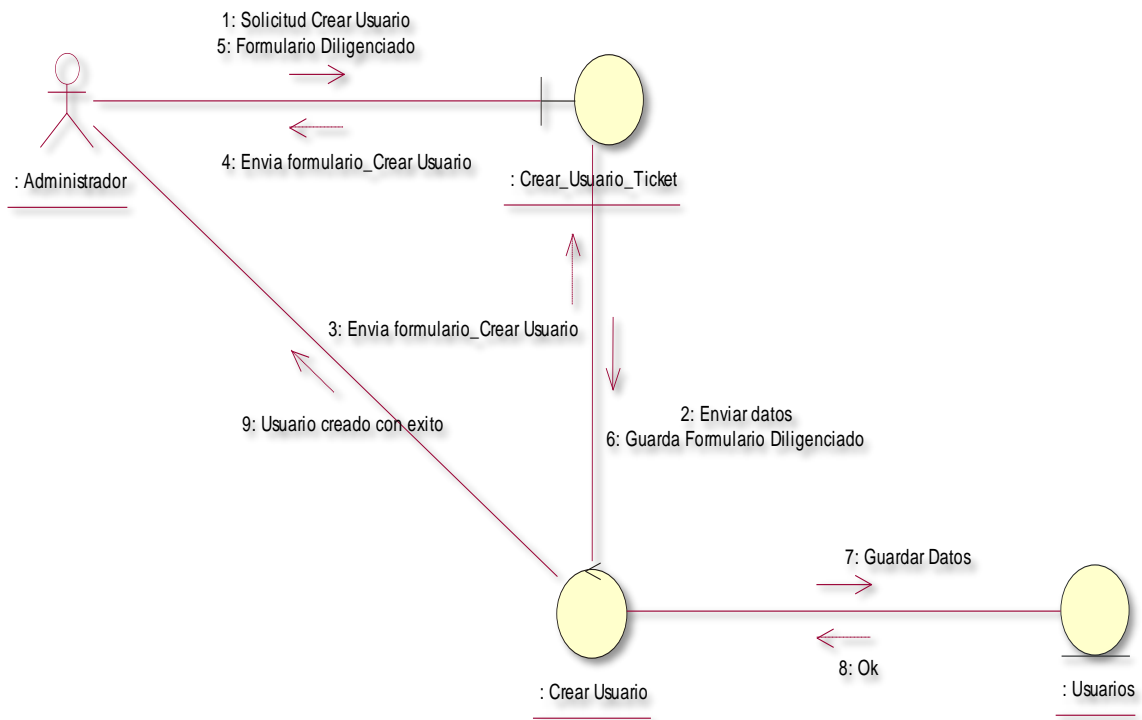 1: Solicitud Crear Usuario
5: Formulario Diligenciado
4: Envia formulario_Crear Usuario
: Administrador
: Crear_Usuario_Ticket
3: Envia formulario_Crear Usuario
2: Enviar datos
6: Guarda Formulario Diligenciado
9: Usuario creado con exito
7: Guardar Datos
8: Ok
: Crear Usuario
: Usuarios